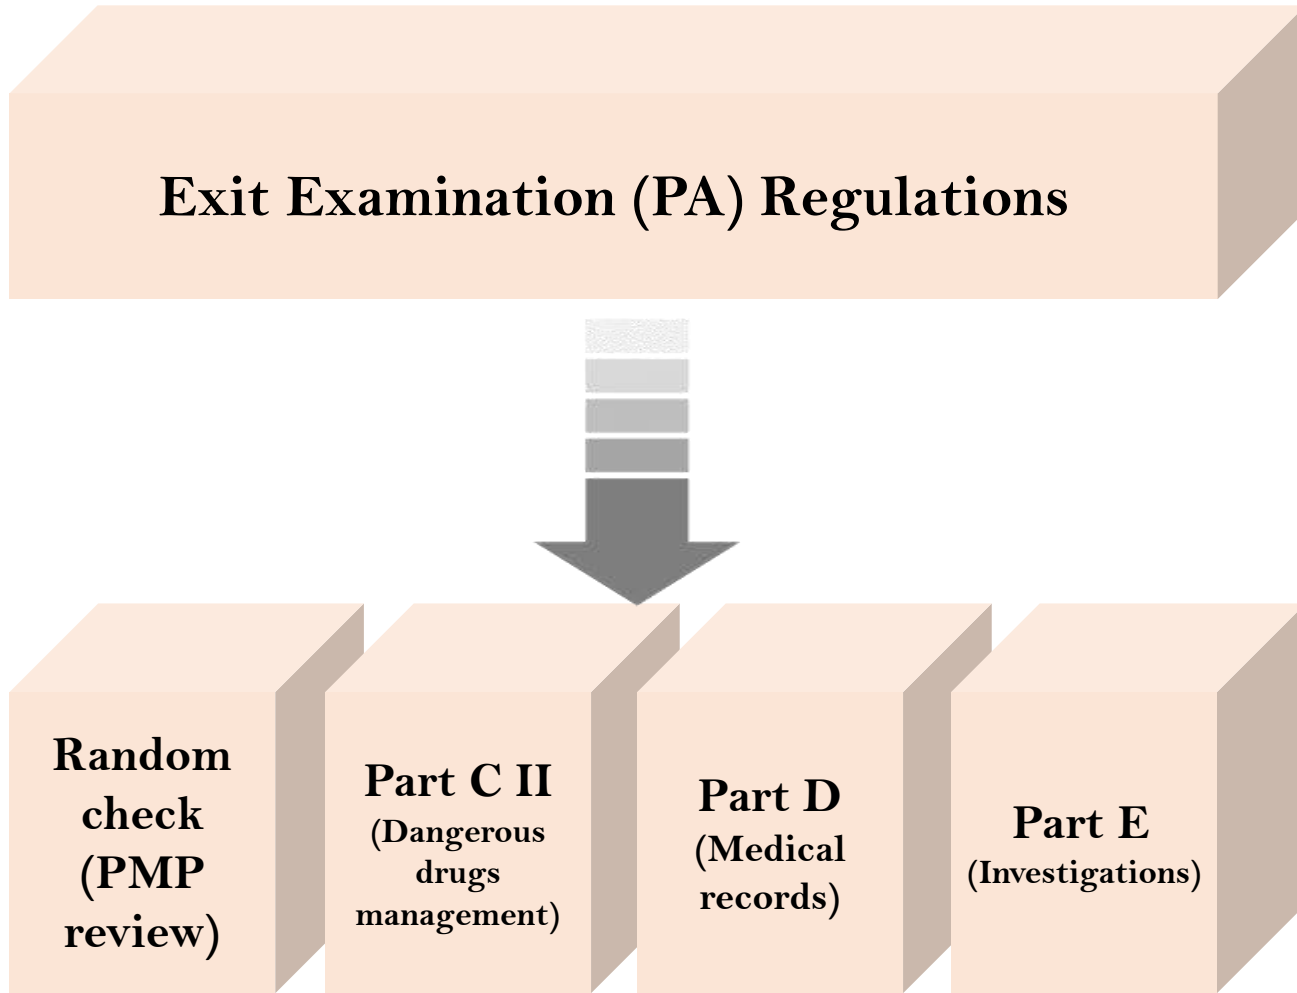 Exit Examination (PA) Regulations
Random
check
(PMP
review)
Part C II
(Dangerous
drugs
management)
Part D
(Medical
records)
Part E
(Investigations)